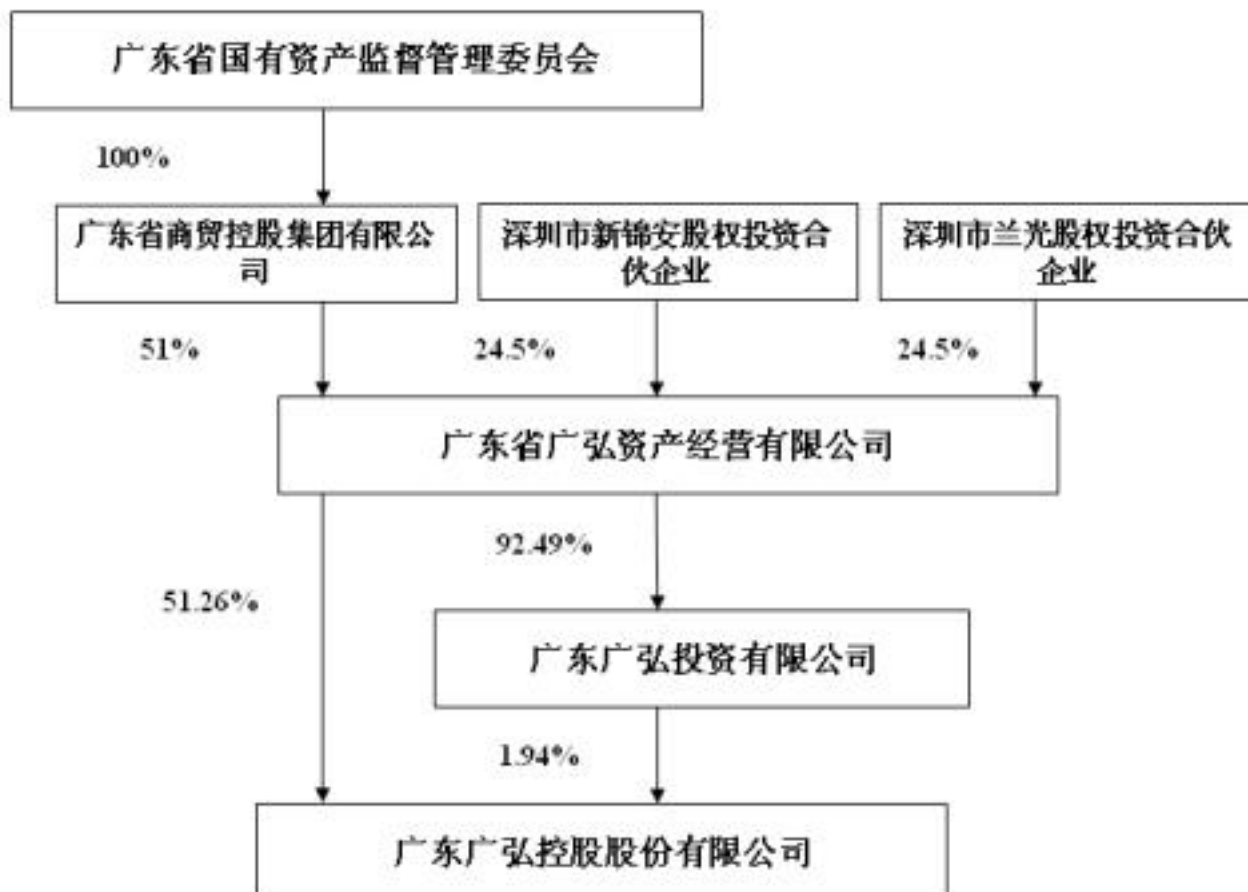 广东省国有资产监督管理委员会
100%
广东省商贸控股集团有限公
司
深圳市新锦安股权投资合
伙企业
深圳市兰光股权投资合伙
企业
51%
24.5%
24.5%
广东省广弘资产经营有限公司
92.49%
51.26%
广东广弘投资有限公司
1.94%
广东广弘控股股份有限公司